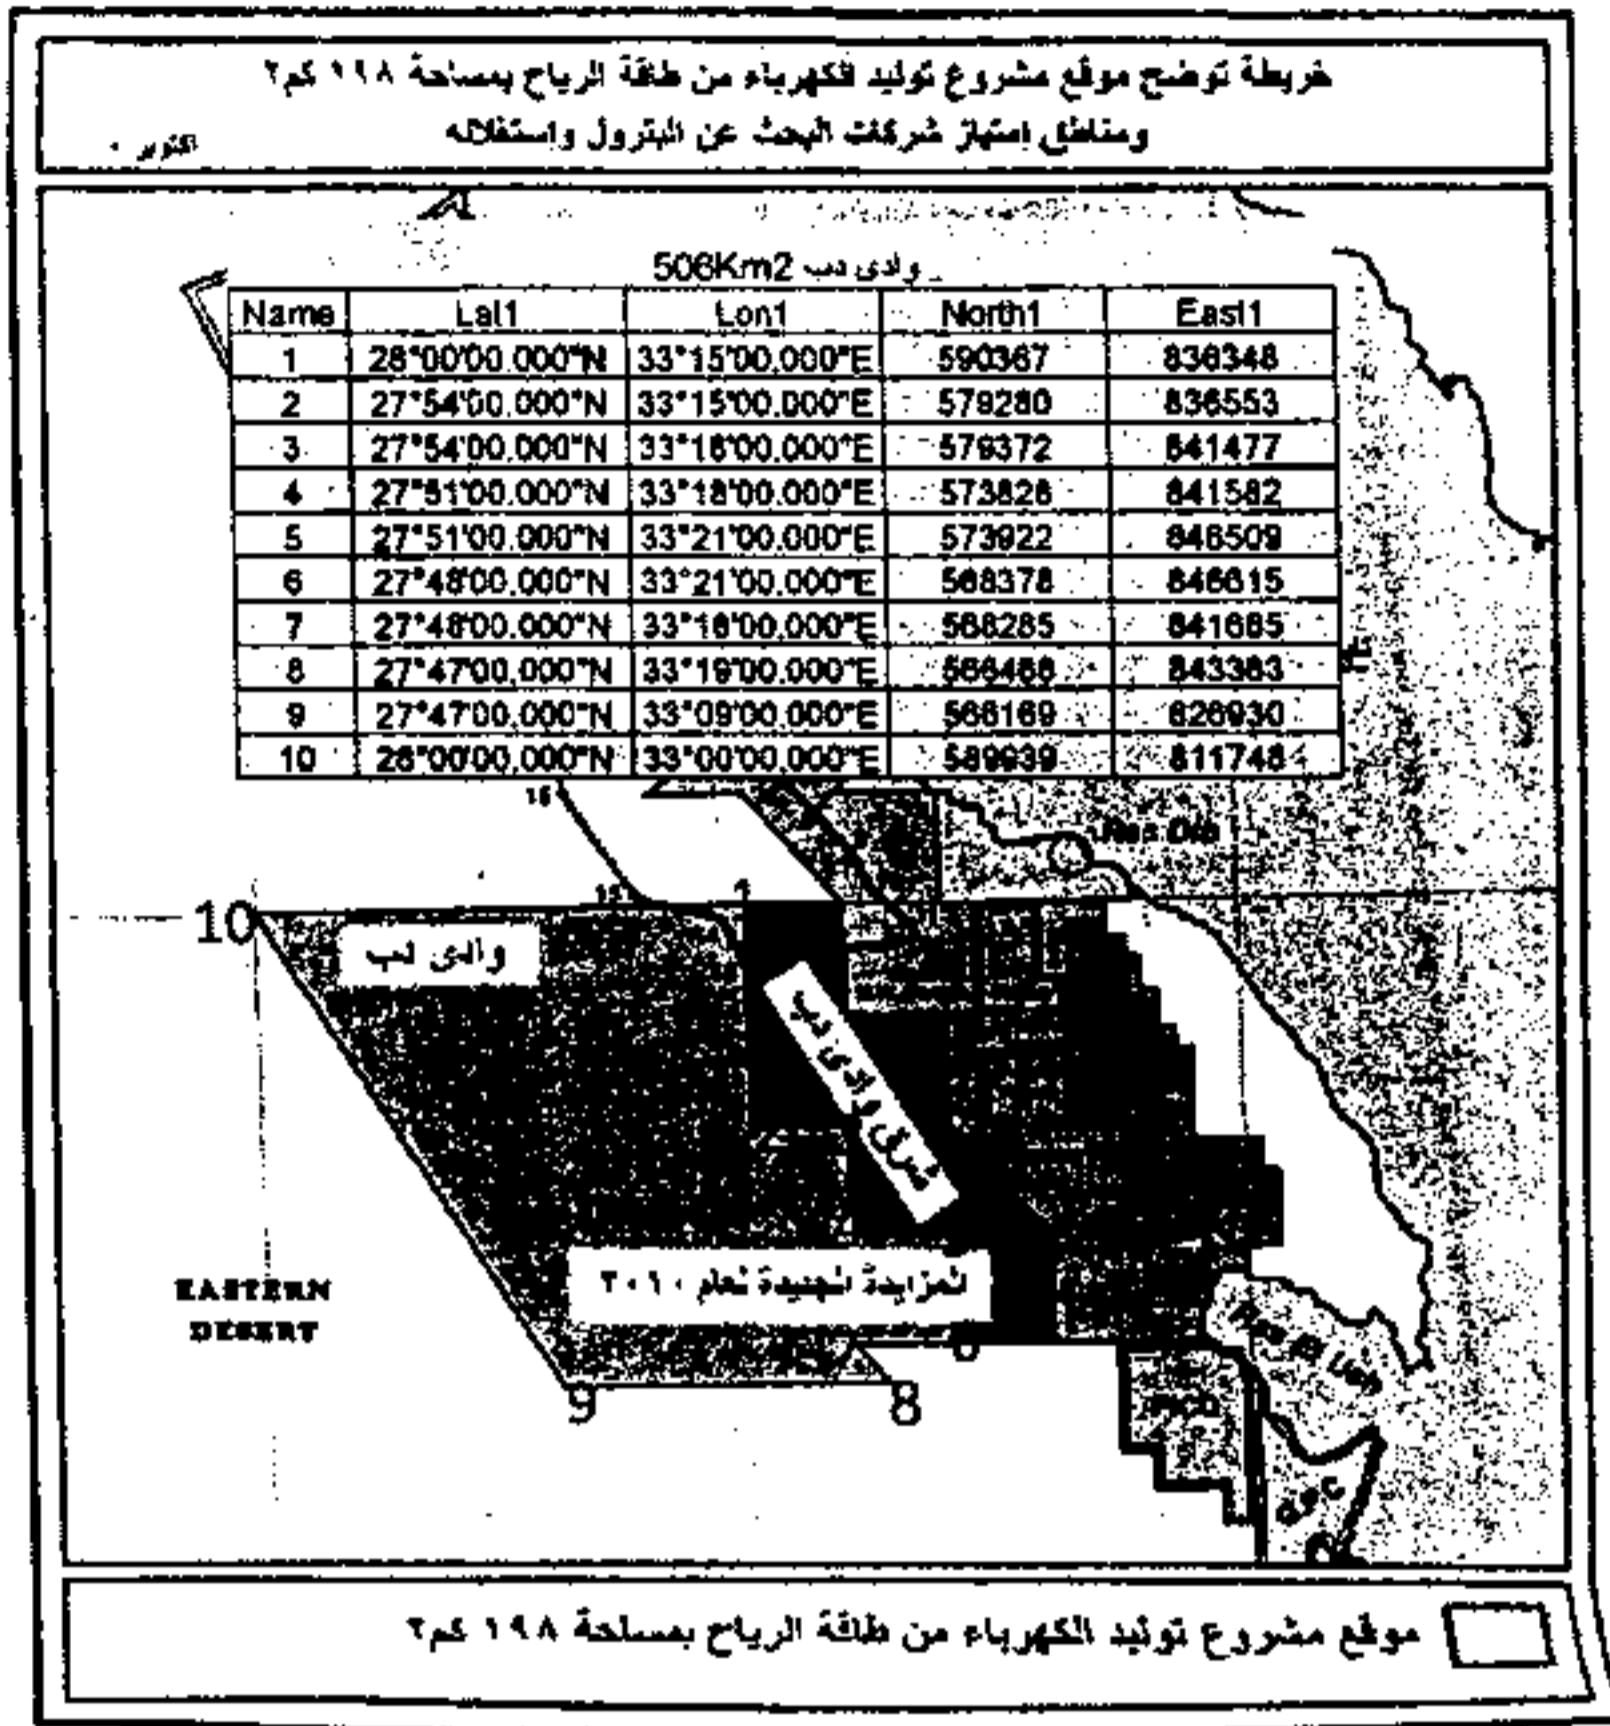 خريطة توضح موقع مشروع توليد الكهرباء من طاقة الرياح بمساحة ١٩٨ كم٢
ومناطق إمتياز شركات البحث عن البترول وإستغلاله
اكتوبر ٠
وادى دب 506Km2
Name Lat1 Lon1 North1 East1
1 28°00'00.000"N 33°15'00.000"E 590367 836348
2 27°54'00.000"N 33°15'00.000"E 579280 836553
3 27°54'00.000"N 33°18'00.000"E 579372 841477
4 27°51'00.000"N 33°18'00.000"E 573828 841582
5 27°51'00.000"N 33°21'00.000"E 573922 846509
6 27°48'00.000"N 33°21'00.000"E 568378 846615
7 27°48'00.000"N 33°18'00.000"E 568285 841685
8 27°47'00.000"N 33°19'00.000"E 566468 843363
9 27°47'00.000"N 33°09'00.000"E 566169 826930
10 28°00'00.000"N 33°00'00.000"E 589939 811748
Ras Dib
10
وادى دب
شرق وادى دب
المزايدة الجديدة لعام ٢٠١٠
EASTERN
DESERT
9
8
موقع مشروع توليد الكهرباء من طاقة الرياح بمساحة ١٩٨ كم٢